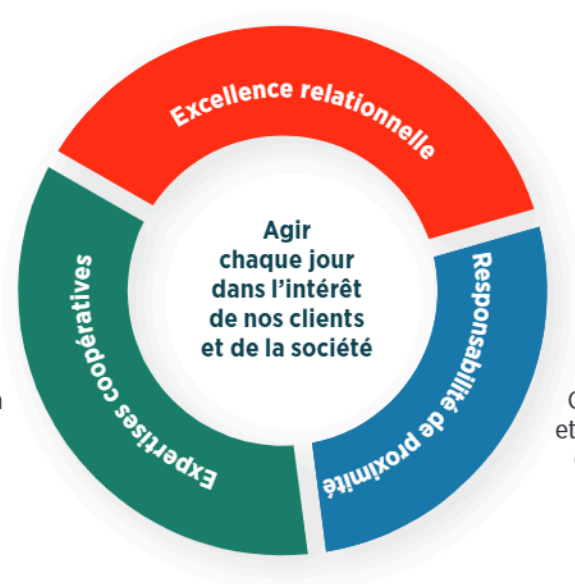 Excellence relationnelle
Agir
chaque jour
dans l'intérêt
de nos clients
et de la société
Responsabilité de proximité
Expertises coopératives
et